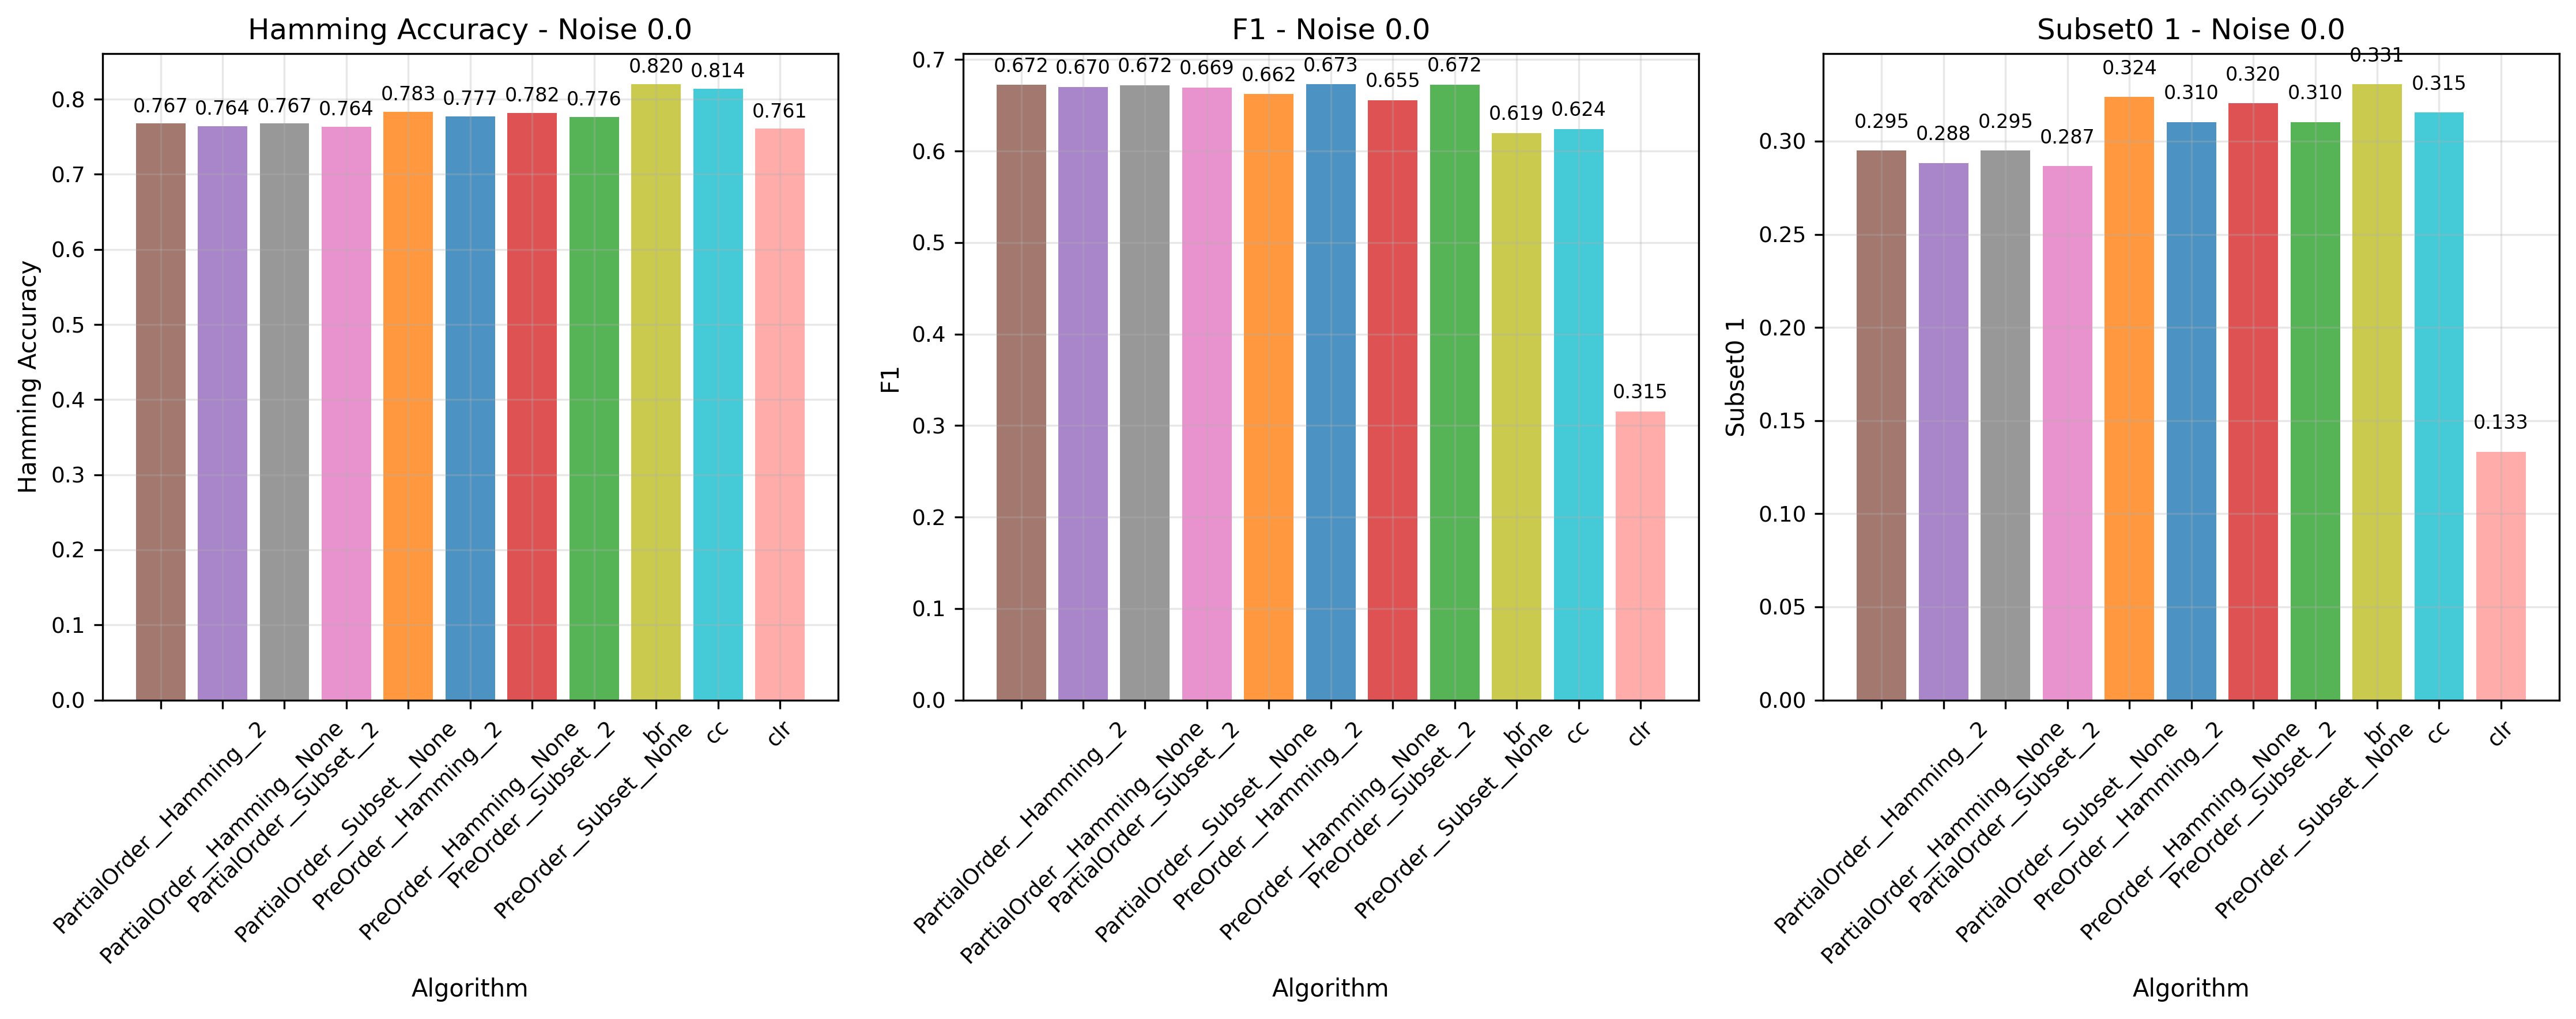 Hamming Accuracy - Noise 0.0
Hamming Accuracy
0.8
0.7
0.6
0.5
0.4
0.3
0.2
0.1
0.0
0.767
0.764
0.767
0.764
0.783
0.777
0.782
0.776
0.820
0.814
0.761
PartialOrder__Hamming__2
PartialOrder__Hamming__None
PartialOrder__Subset__2
PartialOrder__Subset__None
PreOrder__Hamming__2
PreOrder__Hamming__None
PreOrder__Subset__2
PreOrder__Subset__None
br
cc
clr
Algorithm
F1 - Noise 0.0
F1
0.7
0.6
0.5
0.4
0.3
0.2
0.1
0.0
0.672
0.670
0.672
0.669
0.662
0.673
0.655
0.672
0.619
0.624
0.315
PartialOrder__Hamming__2
PartialOrder__Hamming__None
PartialOrder__Subset__2
PartialOrder__Subset__None
PreOrder__Hamming__2
PreOrder__Hamming__None
PreOrder__Subset__2
PreOrder__Subset__None
br
cc
clr
Algorithm
Subset0 1 - Noise 0.0
Subset0 1
0.30
0.25
0.20
0.15
0.10
0.05
0.00
0.295
0.288
0.295
0.287
0.324
0.310
0.320
0.310
0.331
0.315
0.133
PartialOrder__Hamming__2
PartialOrder__Hamming__None
PartialOrder__Subset__2
PartialOrder__Subset__None
PreOrder__Hamming__2
PreOrder__Hamming__None
PreOrder__Subset__2
PreOrder__Subset__None
br
cc
clr
Algorithm